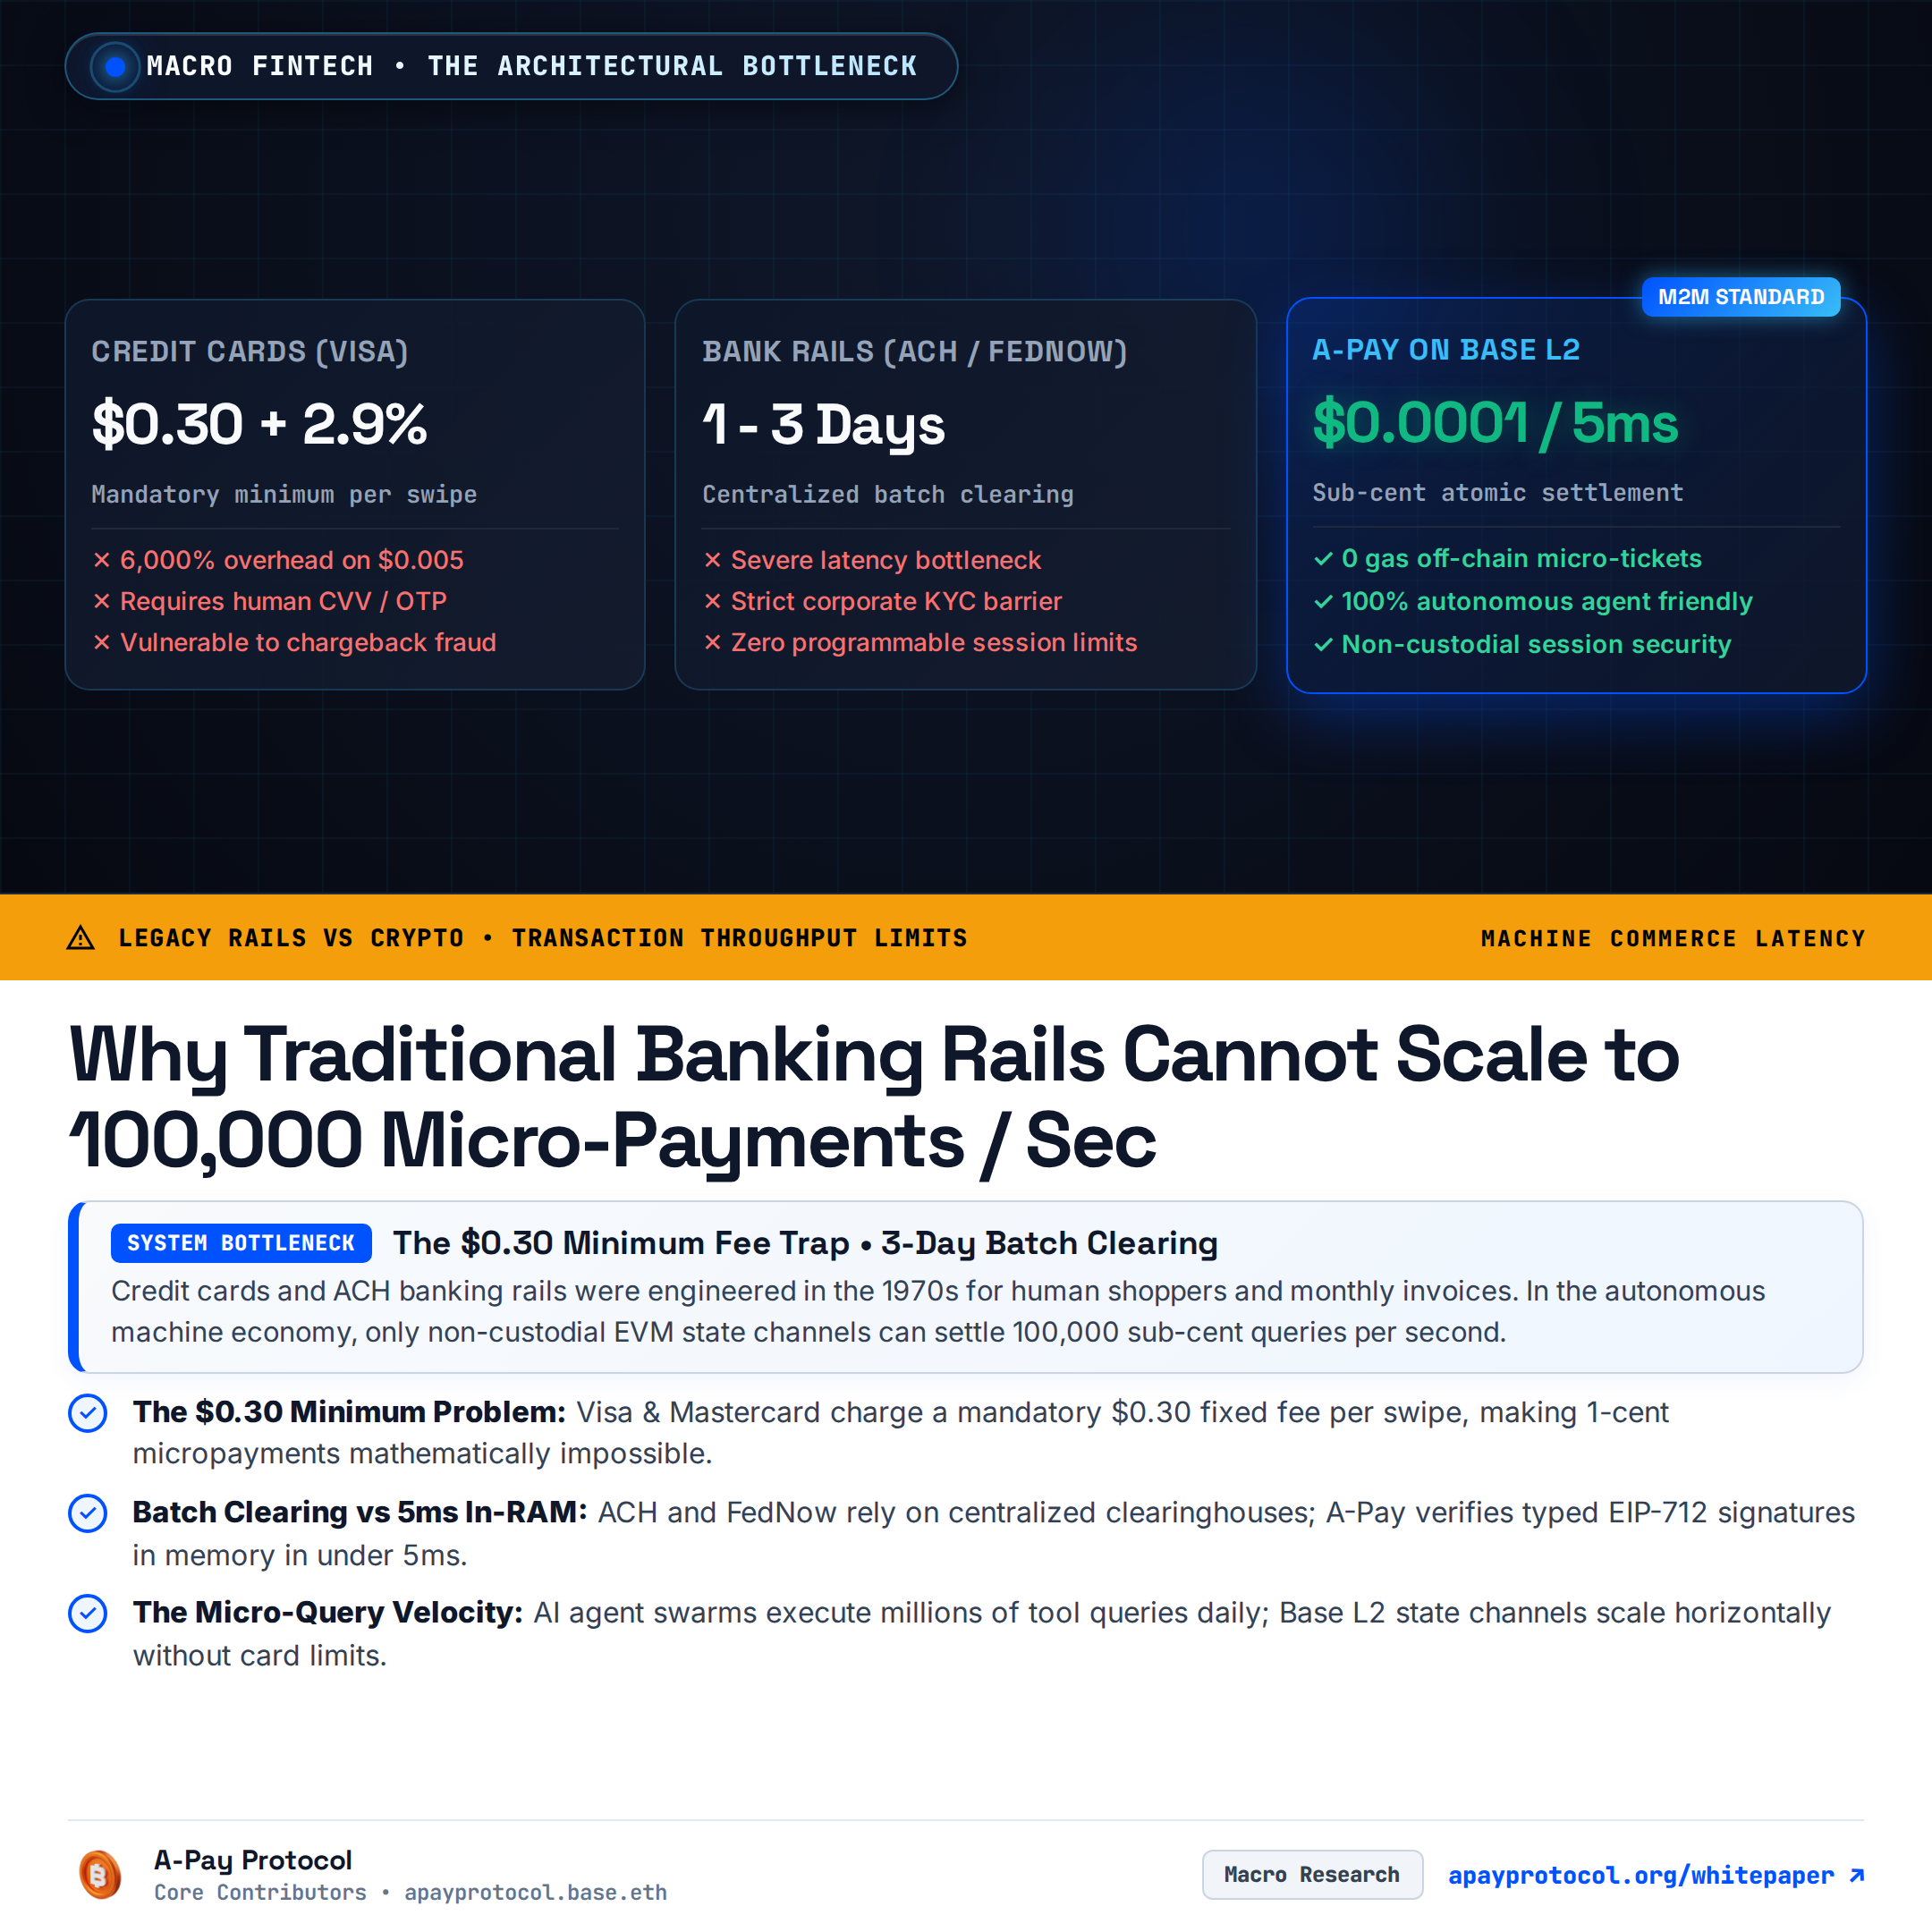 MACRO FINTECH • THE ARCHITECTURAL BOTTLENECK
CREDIT CARDS (VISA)
$0.30 + 2.9%
Mandatory minimum per swipe
✕ 6,000% overhead on $0.005
✕ Requires human CVV / OTP
✕ Vulnerable to chargeback fraud
BANK RAILS (ACH / FEDNOW)
1 - 3 Days
Centralized batch clearing
✕ Severe latency bottleneck
✕ Strict corporate KYC barrier
✕ Zero programmable session limits
M2M STANDARD
A-PAY ON BASE L2
$0.0001 / 5ms
Sub-cent atomic settlement
✓ 0 gas off-chain micro-tickets
✓ 100% autonomous agent friendly
✓ Non-custodial session security
LEGACY RAILS VS CRYPTO • TRANSACTION THROUGHPUT LIMITS
MACHINE COMMERCE LATENCY
Why Traditional Banking Rails Cannot Scale to
100,000 Micro-Payments / Sec
SYSTEM BOTTLENECK
The $0.30 Minimum Fee Trap • 3-Day Batch Clearing
Credit cards and ACH banking rails were engineered in the 1970s for human shoppers and monthly invoices. In the autonomous
machine economy, only non-custodial EVM state channels can settle 100,000 sub-cent queries per second.
The $0.30 Minimum Problem: Visa & Mastercard charge a mandatory $0.30 fixed fee per swipe, making 1-cent
micropayments mathematically impossible.
Batch Clearing vs 5ms In-RAM: ACH and FedNow rely on centralized clearinghouses; A-Pay verifies typed EIP-712 signatures
in memory in under 5ms.
The Micro-Query Velocity: AI agent swarms execute millions of tool queries daily; Base L2 state channels scale horizontally
without card limits.
A-Pay Protocol
Core Contributors • apayprotocol.base.eth
Macro Research
apayprotocol.org/whitepaper ↗